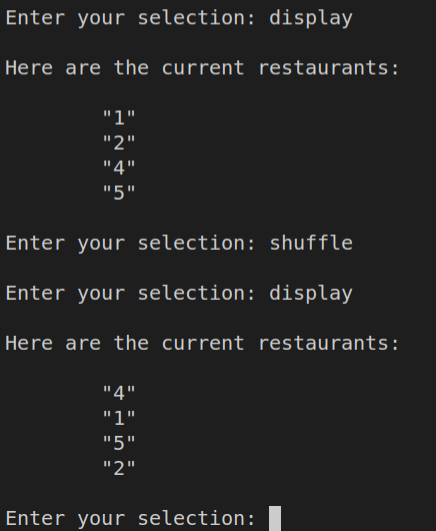 Enter your selection: display
Here are the current restaurants:
"1"
"2"
"4"
"5"
Enter your selection: shuffle
Enter your selection: display
Here are the current restaurants:
"4"
"1"
"5"
"2"
Enter your selection: